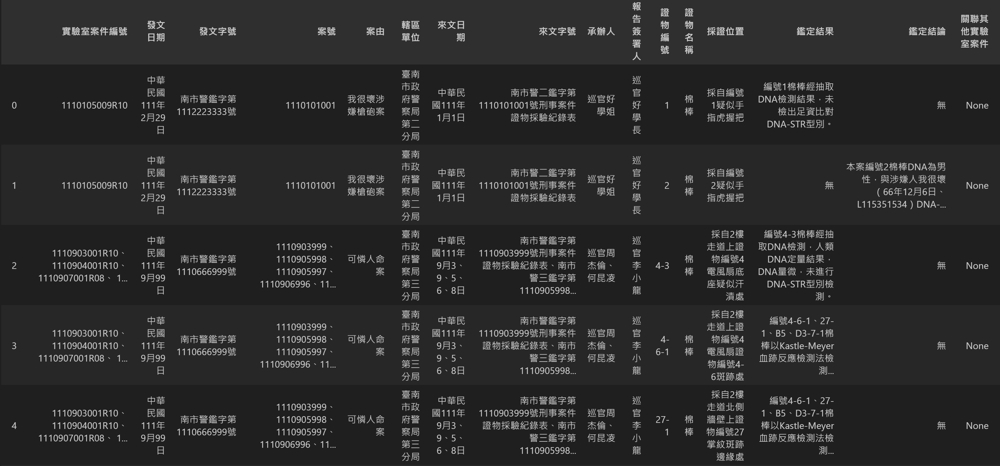 實驗室案件編號
發文
日期
發文字號
案號
案由
轄區
單位
來文日
期
來文字號
承辦人
報
告
簽
署
人
證
物
編
號
證
物
名
稱
採證位置
鑑定結果
鑑定結論
關聯其
他實驗
室案件
0
1110105009R10
中華
民國
111年
2月29
日
南市警鑑字第
1112223333號
1110101001
我很壞涉
嫌槍砲案
臺南
市政
府警
察局
第二
分局
中華民
國111年
1月1日
南市警二鑑字第
1110101001號刑事案件
證物採驗紀錄表
巡官好
學姐
巡
官
好
學
長
1
棉
棒
採自編號
1疑似手
指虎握把
編號1棉棒經抽取
DNA檢測結果，未
檢出足資比對
DNA-STR型別。
無
None
1
1110105009R10
中華
民國
111年
2月29
日
南市警鑑字第
1112223333號
1110101001
我很壞涉
嫌槍砲案
臺南
市政
府警
察局
第二
分局
中華民
國111年
1月1日
南市警二鑑字第
1110101001號刑事案件
證物採驗紀錄表
巡官好
學姐
巡
官
好
學
長
2
棉
棒
採自編號
2疑似手
指虎握把
無
本案編號2棉棒DNA為男
性，與涉嫌人我很壞
（66年12月6日、
L115351534）DNA-...
None
2
1110903001R10、
1110904001R10、
1110907001R08、 1...
中華
民國
111年
9月99
日
南市警鑑字第
1110666999號
1110903999、
1110905998、
1110905997、
1110906996、11...
可憐人命
案
臺南
市政
府警
察局
第三
分局
中華民
國111年
9月3、
9、5、
6、8日
南市警鑑字第
1110903999號刑事案件
證物採驗紀錄表、南市
警三鑑字第
1110905998...
巡官周
杰倫、
何昆凌
巡
官
李
小
龍
4-3
棉
棒
採自2樓
走道上證
物編號4
電風扇底
座疑似汗
漬處
編號4-3棉棒經抽
取DNA檢測，人類
DNA定量結果，
DNA量微，未進行
DNA-STR型別檢
測。
無
None
3
1110903001R10、
1110904001R10、
1110907001R08、 1...
中華
民國
111年
9月99
日
南市警鑑字第
1110666999號
1110903999、
1110905998、
1110905997、
1110906996、11...
可憐人命
案
臺南
市政
府警
察局
第三
分局
中華民
國111年
9月3、
9、5、
6、8日
南市警鑑字第
1110903999號刑事案件
證物採驗紀錄表、南市
警三鑑字第
1110905998...
巡官周
杰倫、
何昆凌
巡
官
李
小
龍
4-
6-1
棉
棒
採自2樓
走道上證
物編號4
電風扇證
物編號4-
6斑跡處
編號4-6-1、27-
1、B5、D3-7-1棉
棒以Kastle-Meyer
血跡反應檢測法檢
測...
無
None
4
1110903001R10、
1110904001R10、
1110907001R08、 1...
中華
民國
111年
9月99
日
南市警鑑字第
1110666999號
1110903999、
1110905998、
1110905997、
1110906996、11...
可憐人命
案
臺南
市政
府警
察局
第三
分局
中華民
國111年
9月3、
9、5、
6、8日
南市警鑑字第
1110903999號刑事案件
證物採驗紀錄表、南市
警三鑑字第
1110905998...
巡官周
杰倫、
何昆凌
巡
官
李
小
龍
27-
1
棉
棒
採自2樓
走道北側
牆壁上證
物編號27
掌紋斑跡
邊緣處
編號4-6-1、27-
1、B5、D3-7-1棉
棒以Kastle-Meyer
血跡反應檢測法檢
測...
無
None